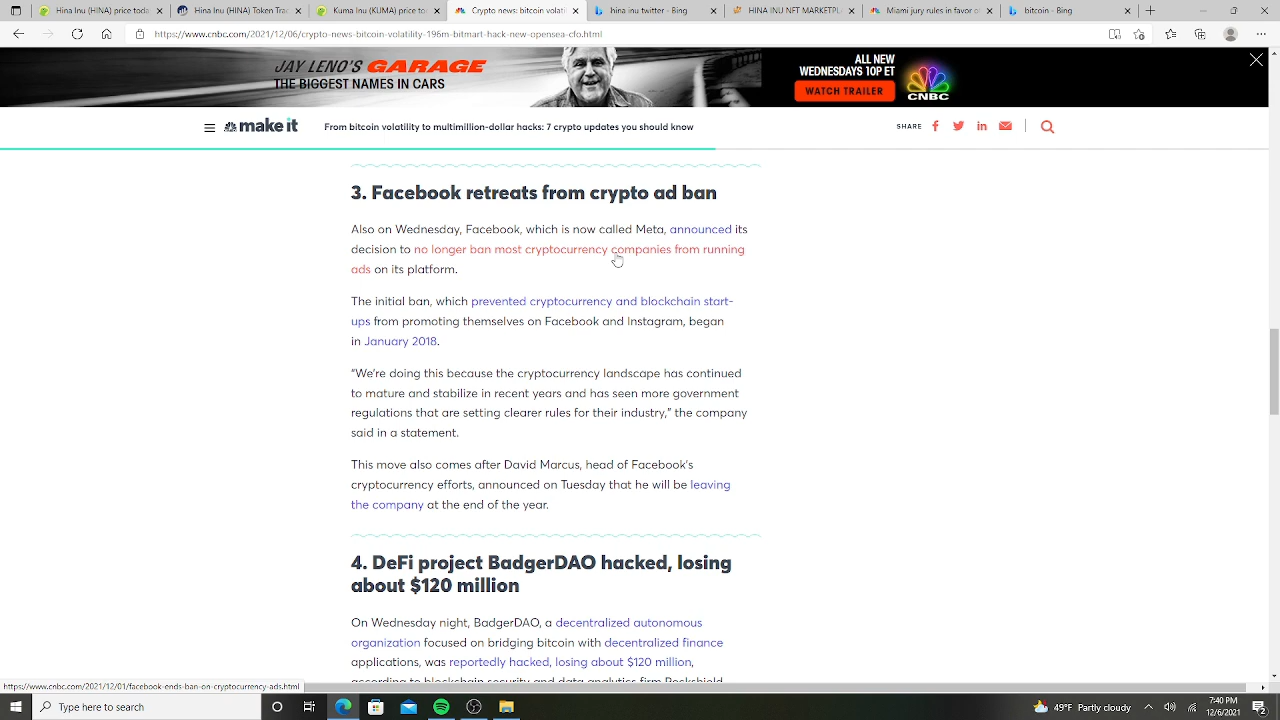 Hina Inu (HINA) price to
Hina Inu (HINA) Token Tra
Kuma Inu (KUMA) price to
Crypto news: Bitcoin volat
hina inu twitter - Bing
HINA INU NFT MARKETPL
Miami jury rules in favor o
bitcoin - Bing
https://www.cnbc.com/2021/12/06/crypto-news-bitcoin-volatility-196m-bitmart-hack-new-opensea-cfo.html
JAY LENO'S GARAGE
THE BIGGEST NAMES IN CARS
ALL NEW
WEDNESDAYS 10P ET
WATCH TRAILER
CNBC
make it
From bitcoin volatility to multimillion-dollar hacks: 7 crypto updates you should know
SHARE
3. Facebook retreats from crypto ad ban
Also on Wednesday, Facebook, which is now called Meta, announced its
decision to no longer ban most cryptocurrency companies from running
ads on its platform.
The initial ban, which prevented cryptocurrency and blockchain start-
ups from promoting themselves on Facebook and Instagram, began
in January 2018.
“We're doing this because the cryptocurrency landscape has continued
to mature and stabilize in recent years and has seen more government
regulations that are setting clearer rules for their industry,” the company
said in a statement.
This move also comes after David Marcus, head of Facebook's
cryptocurrency efforts, announced on Tuesday that he will be leaving
the company at the end of the year.
4. DeFi project BadgerDAO hacked, losing
about $120 million
On Wednesday night, BadgerDAO, a decentralized autonomous
organization focused on bridging bitcoin with decentralized finance
applications, was reportedly hacked, losing about $120 million,
according to blockchain security and data analytics firm Peckshield
https://www.cnbc.com/2021/12/01/facebook-ends-ban-on-cryptocurrency-ads.html
Type here to search
49°F Partly cloudy
7:40 PM
12/6/2021